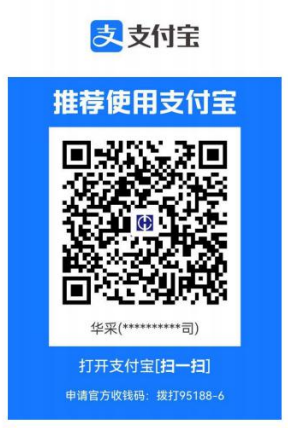 支付宝
推荐使用支付宝
华采(**********司)
打开支付宝[扫一扫]
申请官方收钱码：拨打95188-6